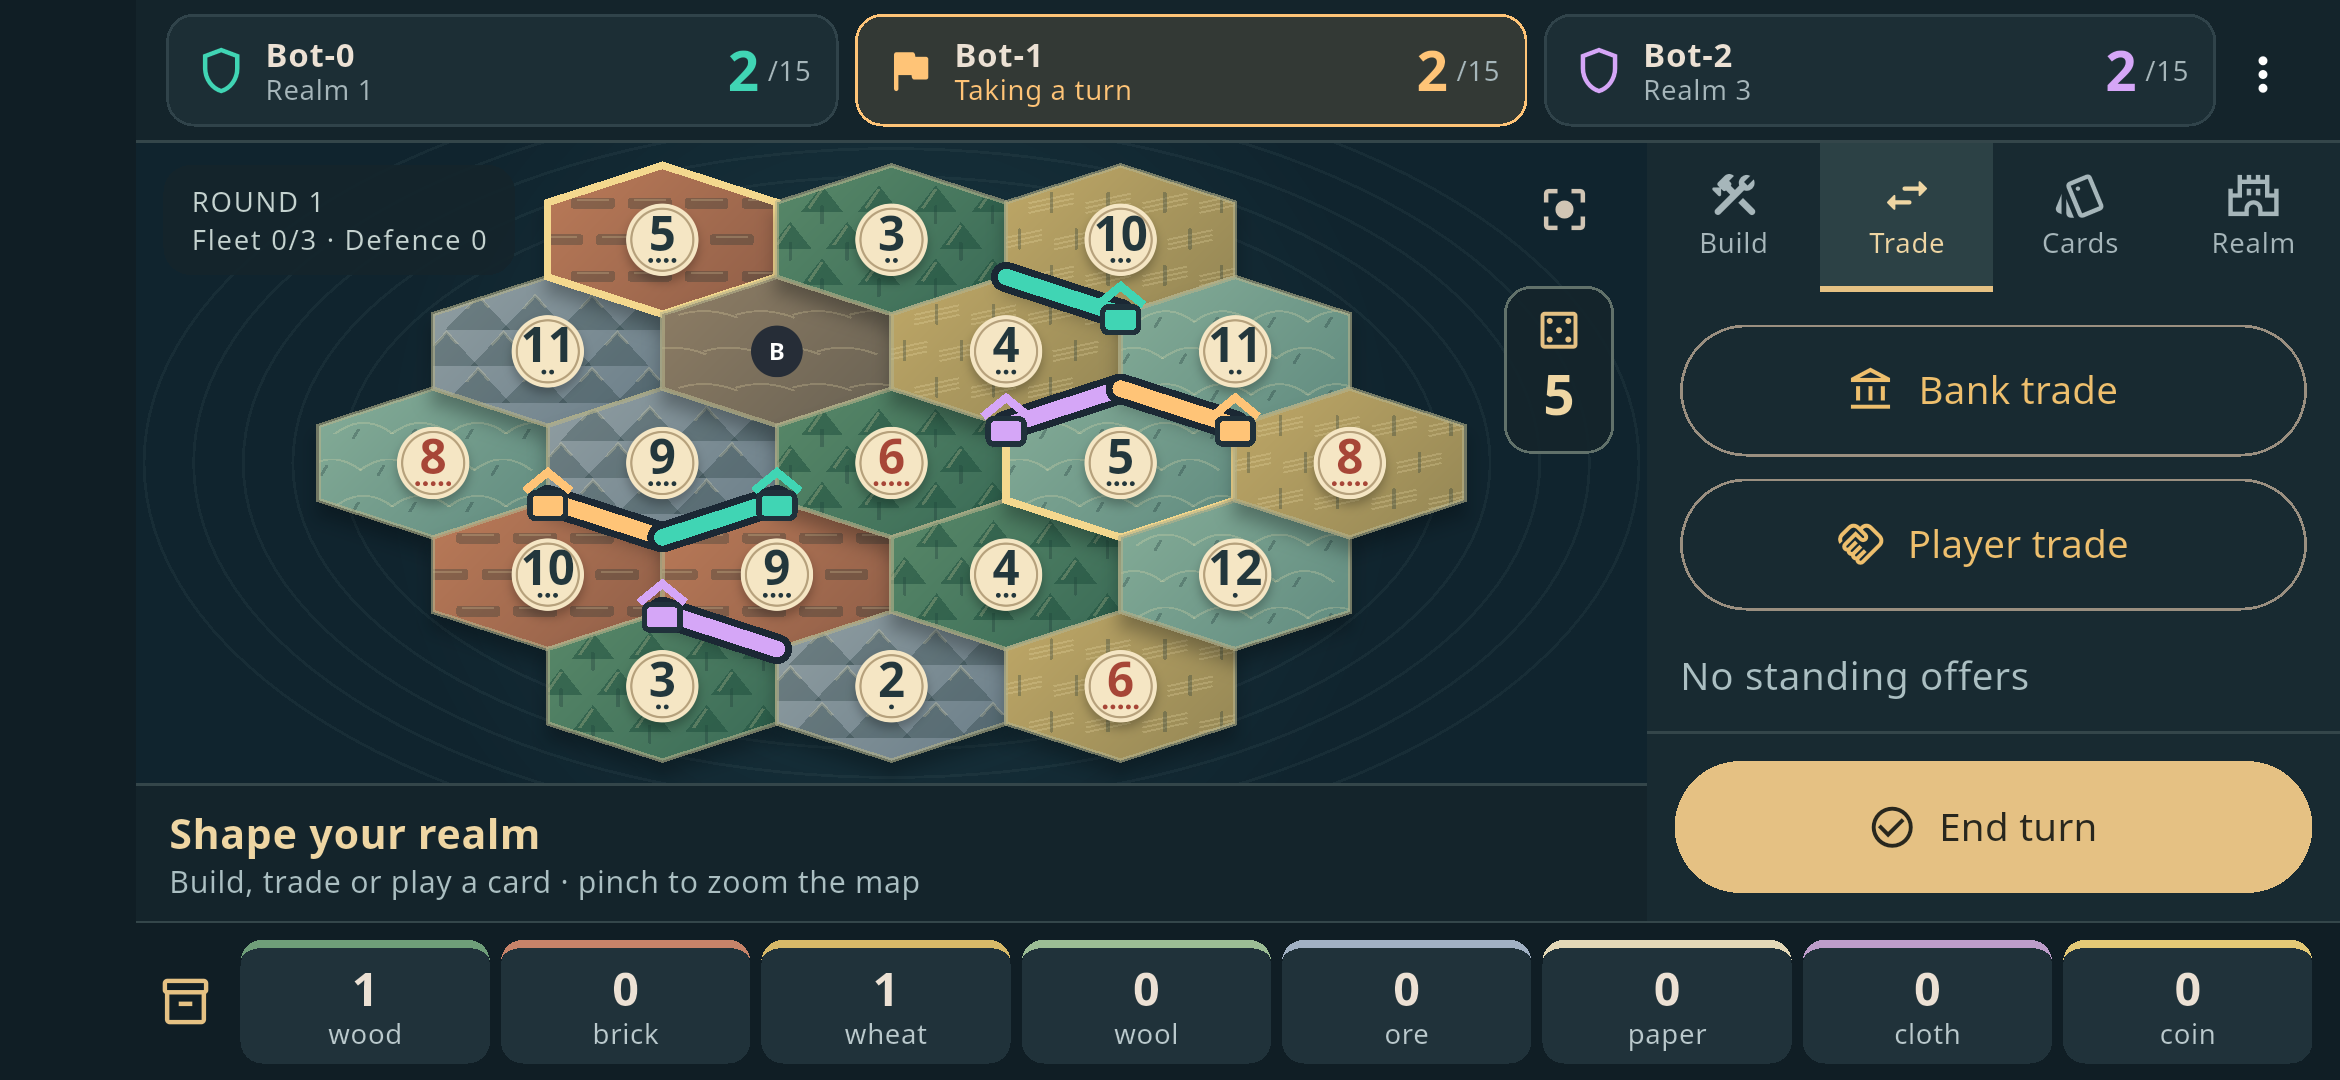 Bot-0
Realm 1
2 /15
Bot-1
Taking a turn
2 /15
Bot-2
Realm 3
2 /15
ROUND 1
Fleet 0/3 · Defence 0
5
3
10
11
B
4
11
8
9
6
5
8
10
9
4
12
3
2
6
5
Build
Trade
Cards
Realm
Bank trade
Player trade
No standing offers
End turn
Shape your realm
Build, trade or play a card · pinch to zoom the map
1
wood
0
brick
1
wheat
0
wool
0
ore
0
paper
0
cloth
0
coin